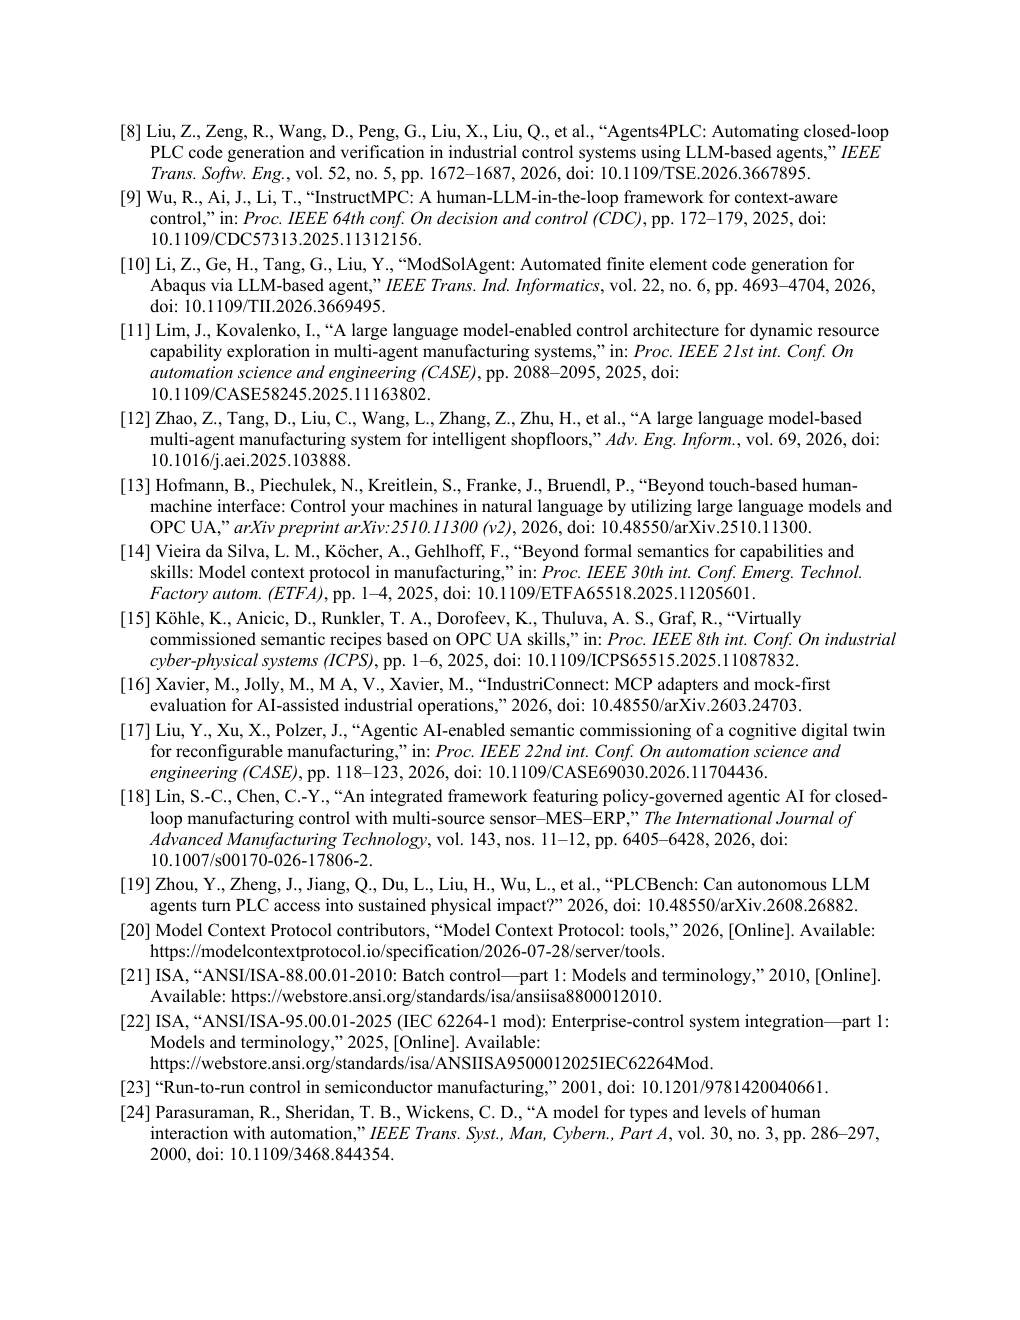 [8] Liu, Z., Zeng, R., Wang, D., Peng, G., Liu, X., Liu, Q., et al., “Agents4PLC: Automating closed-loop
PLC code generation and verification in industrial control systems using LLM-based agents,” IEEE
Trans. Softw. Eng., vol. 52, no. 5, pp. 1672–1687, 2026, doi: 10.1109/TSE.2026.3667895.
[9] Wu, R., Ai, J., Li, T., “InstructMPC: A human-LLM-in-the-loop framework for context-aware
control,” in: Proc. IEEE 64th conf. On decision and control (CDC), pp. 172–179, 2025, doi:
10.1109/CDC57313.2025.11312156.
[10] Li, Z., Ge, H., Tang, G., Liu, Y., “ModSolAgent: Automated finite element code generation for
Abaqus via LLM-based agent,” IEEE Trans. Ind. Informatics, vol. 22, no. 6, pp. 4693–4704, 2026,
doi: 10.1109/TII.2026.3669495.
[11] Lim, J., Kovalenko, I., “A large language model-enabled control architecture for dynamic resource
capability exploration in multi-agent manufacturing systems,” in: Proc. IEEE 21st int. Conf. On
automation science and engineering (CASE), pp. 2088–2095, 2025, doi:
10.1109/CASE58245.2025.11163802.
[12] Zhao, Z., Tang, D., Liu, C., Wang, L., Zhang, Z., Zhu, H., et al., “A large language model-based
multi-agent manufacturing system for intelligent shopfloors,” Adv. Eng. Inform., vol. 69, 2026, doi:
10.1016/j.aei.2025.103888.
[13] Hofmann, B., Piechulek, N., Kreitlein, S., Franke, J., Bruendl, P., “Beyond touch-based human-
machine interface: Control your machines in natural language by utilizing large language models and
OPC UA,” arXiv preprint arXiv:2510.11300 (v2), 2026, doi: 10.48550/arXiv.2510.11300.
[14] Vieira da Silva, L. M., Köcher, A., Gehlhoff, F., “Beyond formal semantics for capabilities and
skills: Model context protocol in manufacturing,” in: Proc. IEEE 30th int. Conf. Emerg. Technol.
Factory autom. (ETFA), pp. 1–4, 2025, doi: 10.1109/ETFA65518.2025.11205601.
[15] Köhle, K., Anicic, D., Runkler, T. A., Dorofeev, K., Thuluva, A. S., Graf, R., “Virtually
commissioned semantic recipes based on OPC UA skills,” in: Proc. IEEE 8th int. Conf. On industrial
cyber-physical systems (ICPS), pp. 1–6, 2025, doi: 10.1109/ICPS65515.2025.11087832.
[16] Xavier, M., Jolly, M., M A, V., Xavier, M., “IndustriConnect: MCP adapters and mock-first
evaluation for AI-assisted industrial operations,” 2026, doi: 10.48550/arXiv.2603.24703.
[17] Liu, Y., Xu, X., Polzer, J., “Agentic AI-enabled semantic commissioning of a cognitive digital twin
for reconfigurable manufacturing,” in: Proc. IEEE 22nd int. Conf. On automation science and
engineering (CASE), pp. 118–123, 2026, doi: 10.1109/CASE69030.2026.11704436.
[18] Lin, S.-C., Chen, C.-Y., “An integrated framework featuring policy-governed agentic AI for closed-
loop manufacturing control with multi-source sensor–MES–ERP,” The International Journal of
Advanced Manufacturing Technology, vol. 143, nos. 11–12, pp. 6405–6428, 2026, doi:
10.1007/s00170-026-17806-2.
[19] Zhou, Y., Zheng, J., Jiang, Q., Du, L., Liu, H., Wu, L., et al., “PLCBench: Can autonomous LLM
agents turn PLC access into sustained physical impact?” 2026, doi: 10.48550/arXiv.2608.26882.
[20] Model Context Protocol contributors, “Model Context Protocol: tools,” 2026, [Online]. Available:
https://modelcontextprotocol.io/specification/2026-07-28/server/tools.
[21] ISA, “ANSI/ISA-88.00.01-2010: Batch control—part 1: Models and terminology,” 2010, [Online].
Available: https://webstore.ansi.org/standards/isa/ansiisa8800012010.
[22] ISA, “ANSI/ISA-95.00.01-2025 (IEC 62264-1 mod): Enterprise-control system integration—part 1:
Models and terminology,” 2025, [Online]. Available:
https://webstore.ansi.org/standards/isa/ANSIISA9500012025IEC62264Mod.
[23] “Run-to-run control in semiconductor manufacturing,” 2001, doi: 10.1201/9781420040661.
[24] Parasuraman, R., Sheridan, T. B., Wickens, C. D., “A model for types and levels of human
interaction with automation,” IEEE Trans. Syst., Man, Cybern., Part A, vol. 30, no. 3, pp. 286–297,
2000, doi: 10.1109/3468.844354.